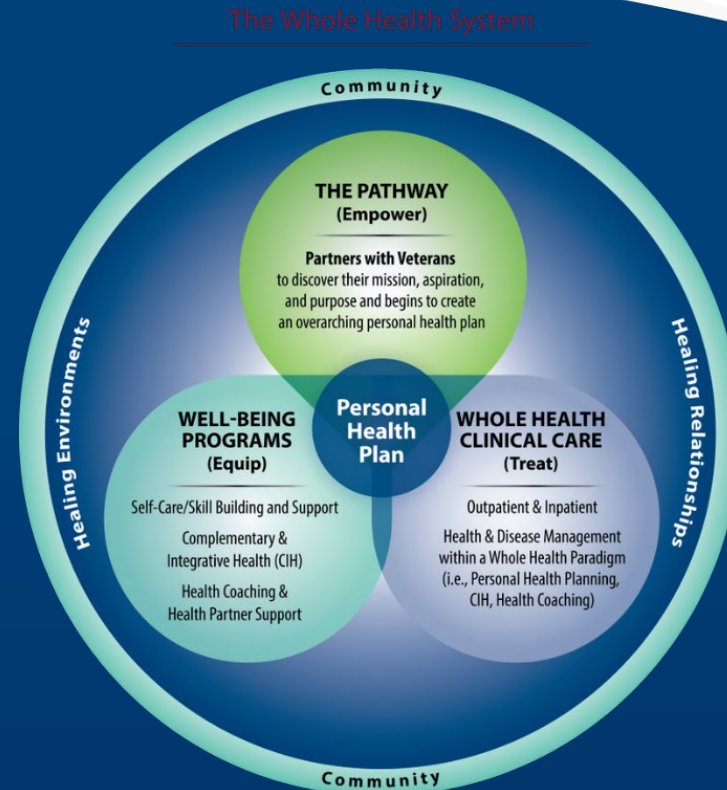 The Whole Health System
Community
THE PATHWAY
(Empower)
Partners with Veterans
to discover their mission, aspiration,
and purpose and begins to create
an overarching personal health plan
Healing Environments
Healing Relationships
Personal
Health
Plan
WELL-BEING
PROGRAMS
(Equip)
Self-Care/Skill Building and Support
Complementary &
Integrative Health (CIH)
Health Coaching &
Health Partner Support
WHOLE HEALTH
CLINICAL CARE
(Treat)
Outpatient & Inpatient
Health & Disease Management
within a Whole Health Paradigm
(i.e., Personal Health Planning,
CIH, Health Coaching)
Community